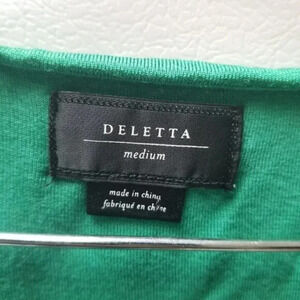 DELETTA
medium
made in china
fabriqué en chine